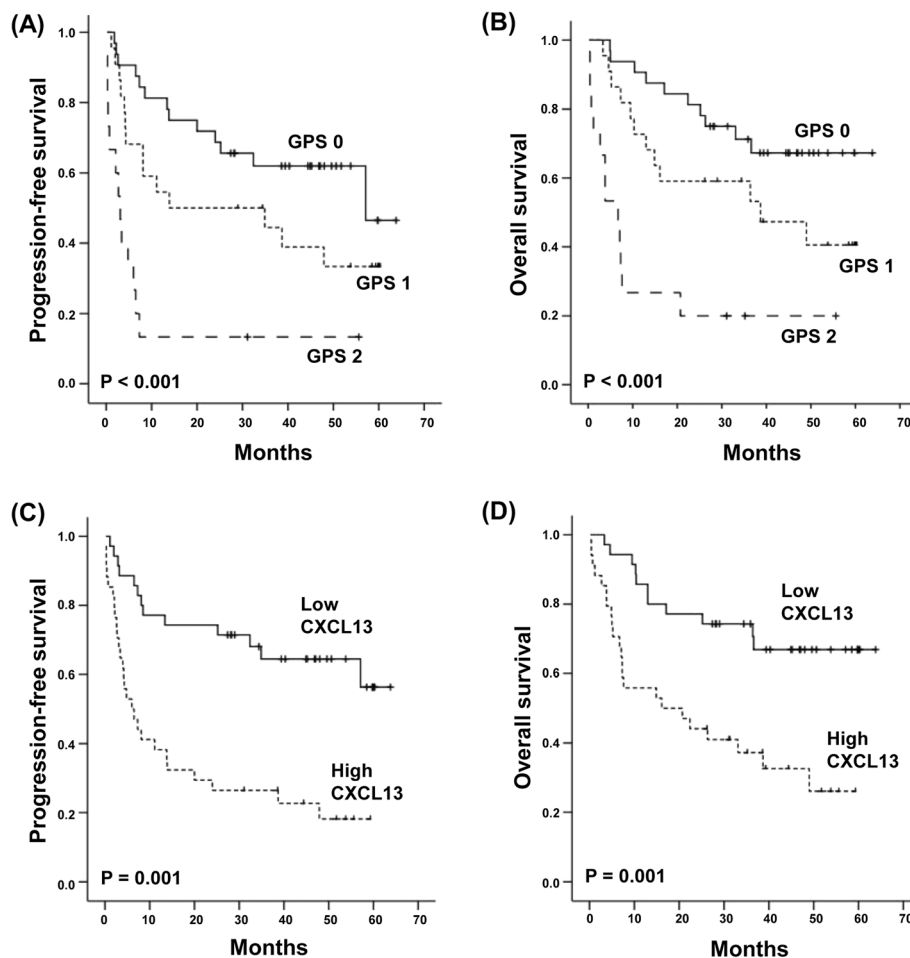 (A)
Progression-free survival
1.0
0.8
0.6
0.4
0.2
0.0
GPS 0
GPS 1
GPS 2
P < 0.001
0 10 20 30 40 50 60 70
Months
(B)
Overall survival
1.0
0.8
0.6
0.4
0.2
0.0
GPS 0
GPS 1
GPS 2
P < 0.001
0 10 20 30 40 50 60 70
Months
(C)
Progression-free survival
1.0
0.8
0.6
0.4
0.2
0.0
Low
CXCL13
High
CXCL13
P = 0.001
0 10 20 30 40 50 60 70
Months
(D)
Overall survival
1.0
0.8
0.6
0.4
0.2
0.0
Low
CXCL13
High
CXCL13
P = 0.001
0 10 20 30 40 50 60 70
Months